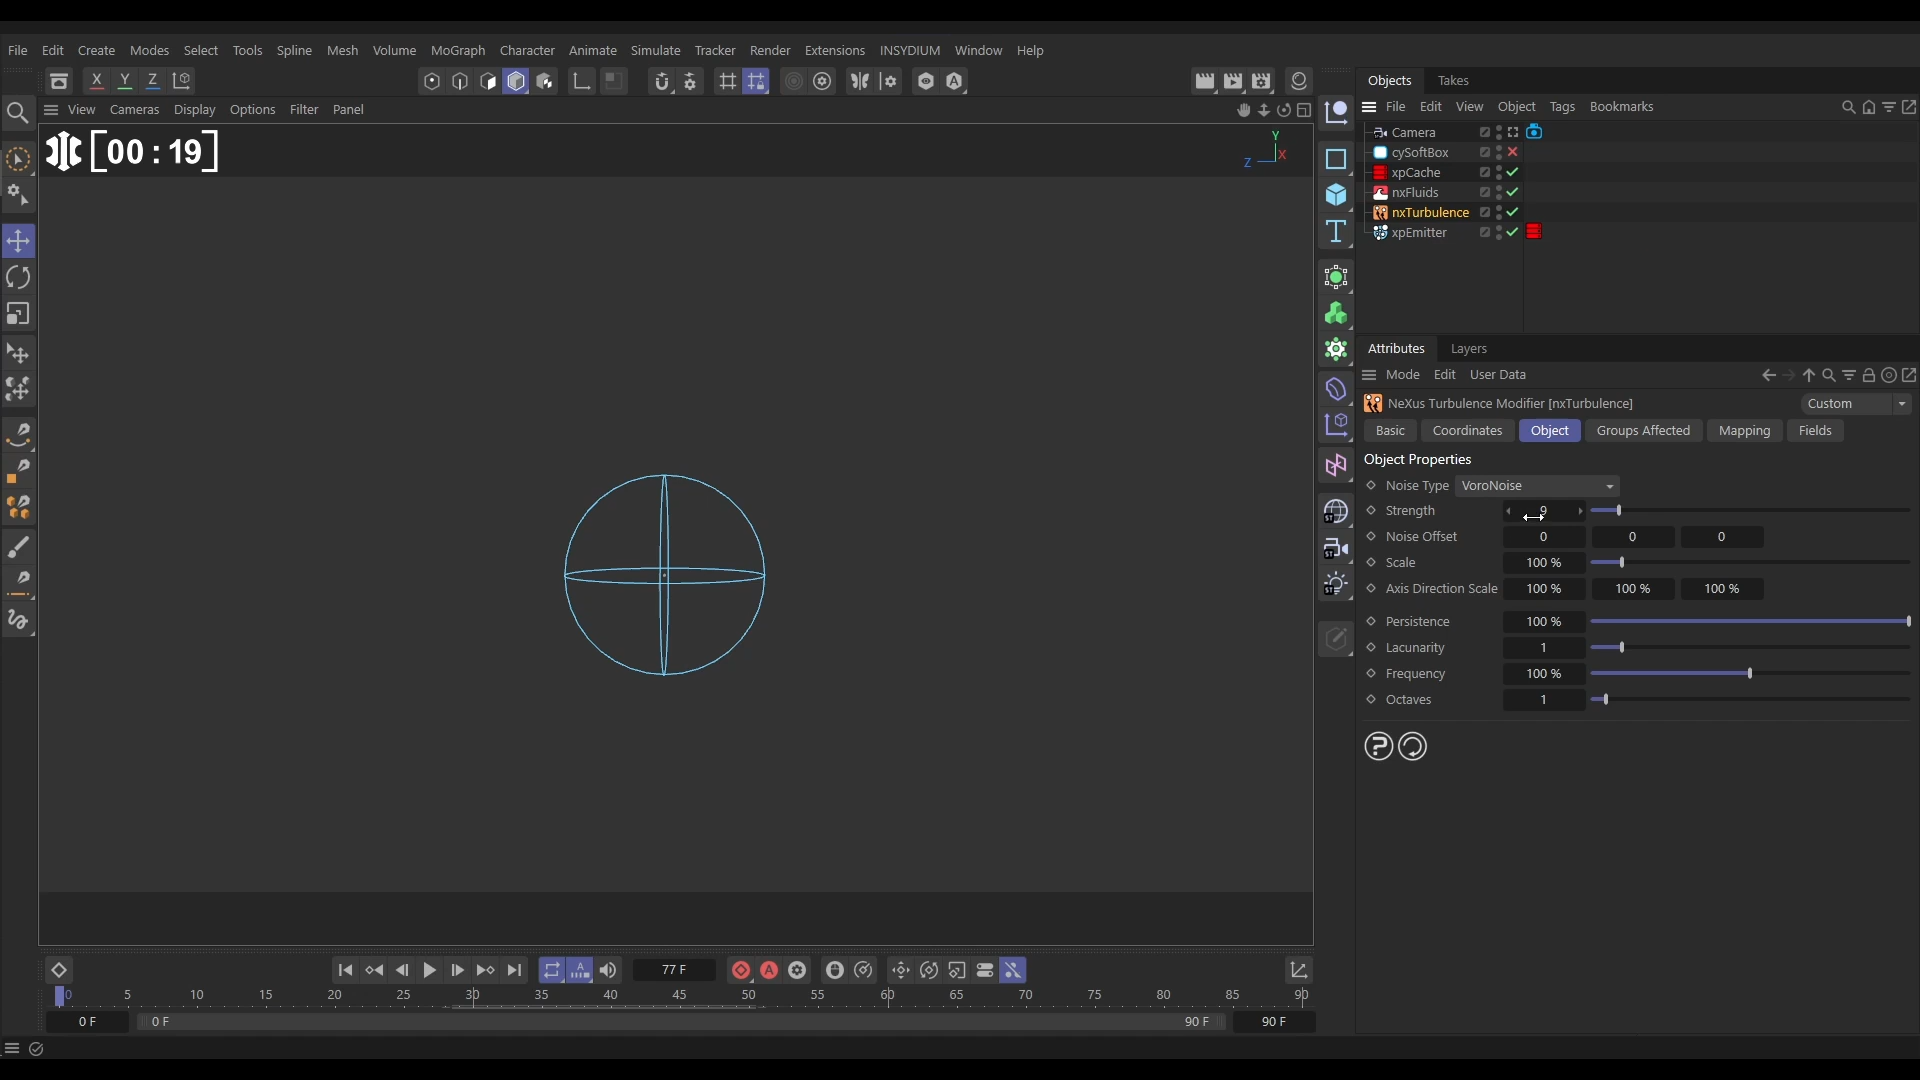 File Edit Create Modes Select Tools Spline Mesh Volume MoGraph Character Animate Simulate Tracker Render Extensions INSYDIUM Window Help
X Y Z
Objects Takes
View Cameras Display Options Filter Panel
File Edit View Object Tags Bookmarks
[00:19]
Y
Z X
Camera
cySoftBox
xpCache
nxFluids
nxTurbulence
xpEmitter
Attributes Layers
Mode Edit User Data
NeXus Turbulence Modifier [nxTurbulence] Custom
Basic Coordinates Object Groups Affected Mapping Fields
Object Properties
Noise Type VoroNoise
Strength 9
Noise Offset 0 0 0
Scale 100 %
Axis Direction Scale 100 % 100 % 100 %
Persistence 100 %
Lacunarity 1
Frequency 100 %
Octaves 1
77 F
0 5 10 15 20 25 30 35 40 45 50 55 60 65 70 75 80 85 90
0 F 0 F 90 F 90 F